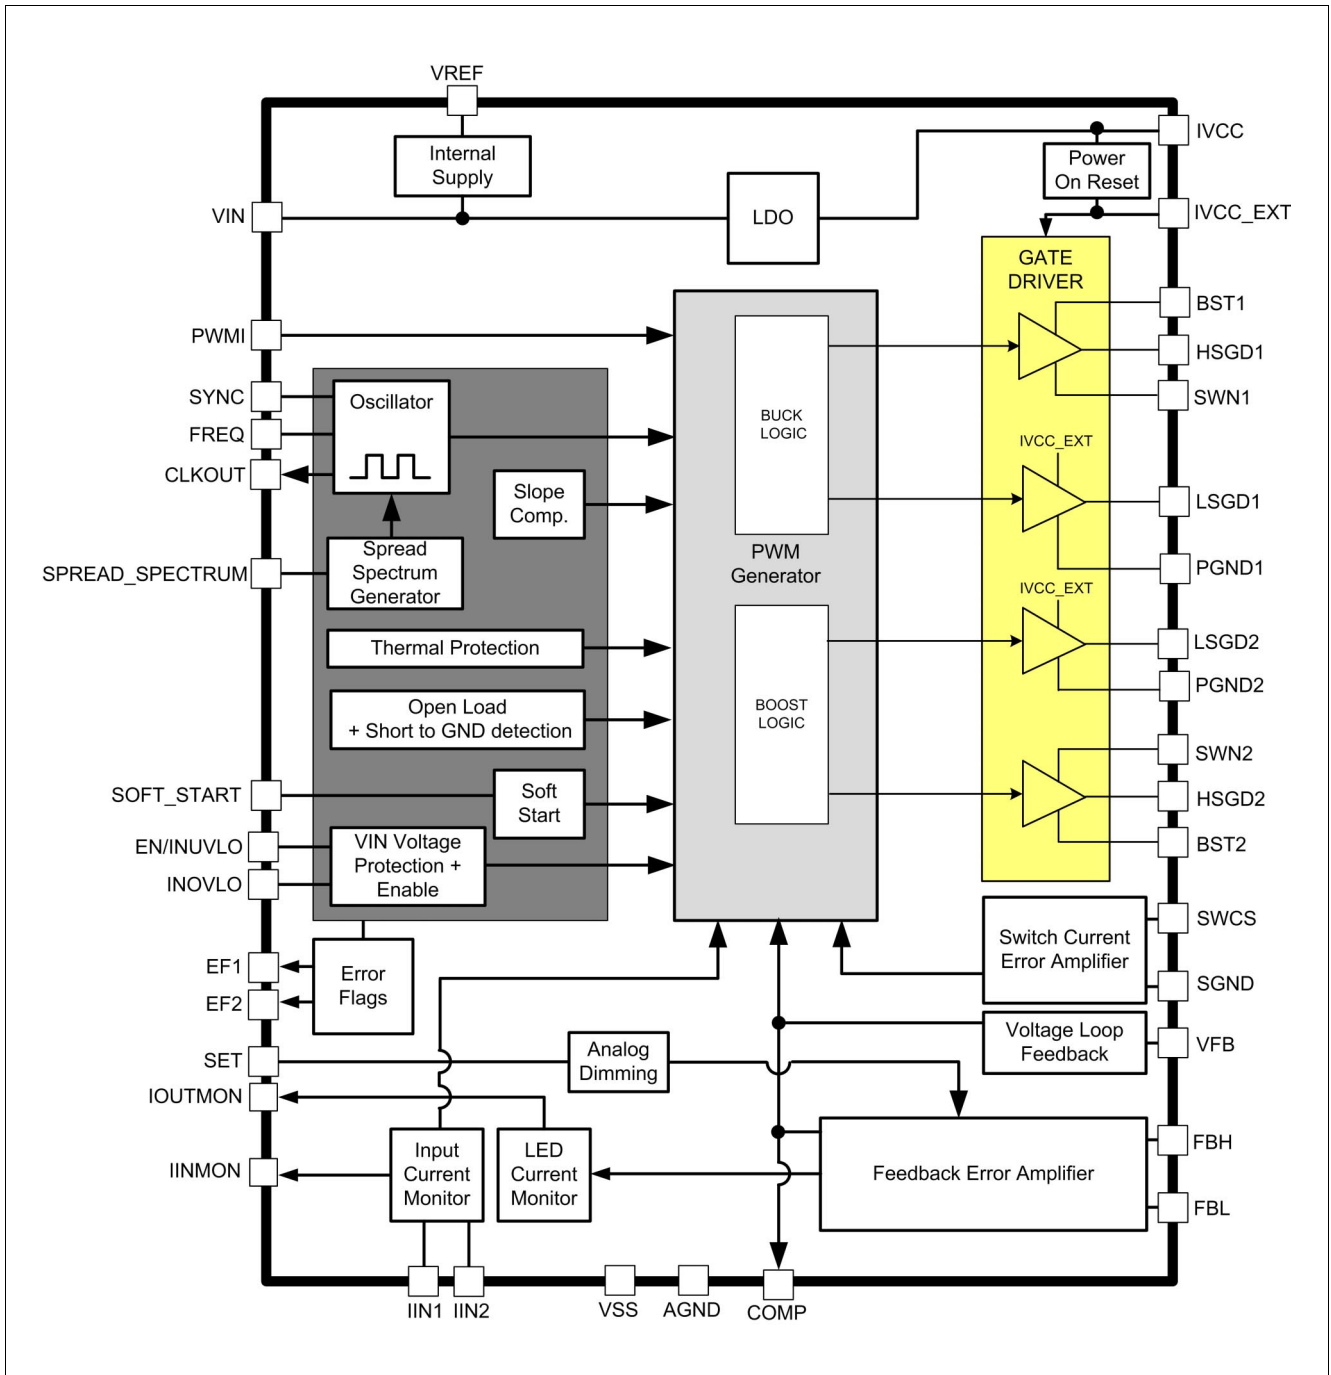 VREF
IVCC
Internal
Supply
Power
On Reset
VIN
LDO
IVCC_EXT
GATE
DRIVER
BST1
PWMI
HSGD1
SYNC
Oscillator
SWN1
FREQ
BUCK
LOGIC
IVCC_EXT
CLKOUT
Slope
Comp.
LSGD1
Spread
Spectrum
Generator
SPREAD_SPECTRUM
PWM
Generator
PGND1
IVCC_EXT
Thermal Protection
LSGD2
PGND2
Open Load
+ Short to GND detection
BOOST
LOGIC
SWN2
SOFT_START
Soft
Start
HSGD2
EN/INUVLO
VIN Voltage
Protection +
Enable
BST2
INOVLO
SWCS
Switch Current
Error Amplifier
EF1
Error
Flags
SGND
EF2
Voltage Loop
Feedback
VFB
SET
Analog
Dimming
IOUTMON
Input
Current
Monitor
LED
Current
Monitor
FBH
IINMON
Feedback Error Amplifier
FBL
IIN1
IIN2
VSS
AGND
COMP